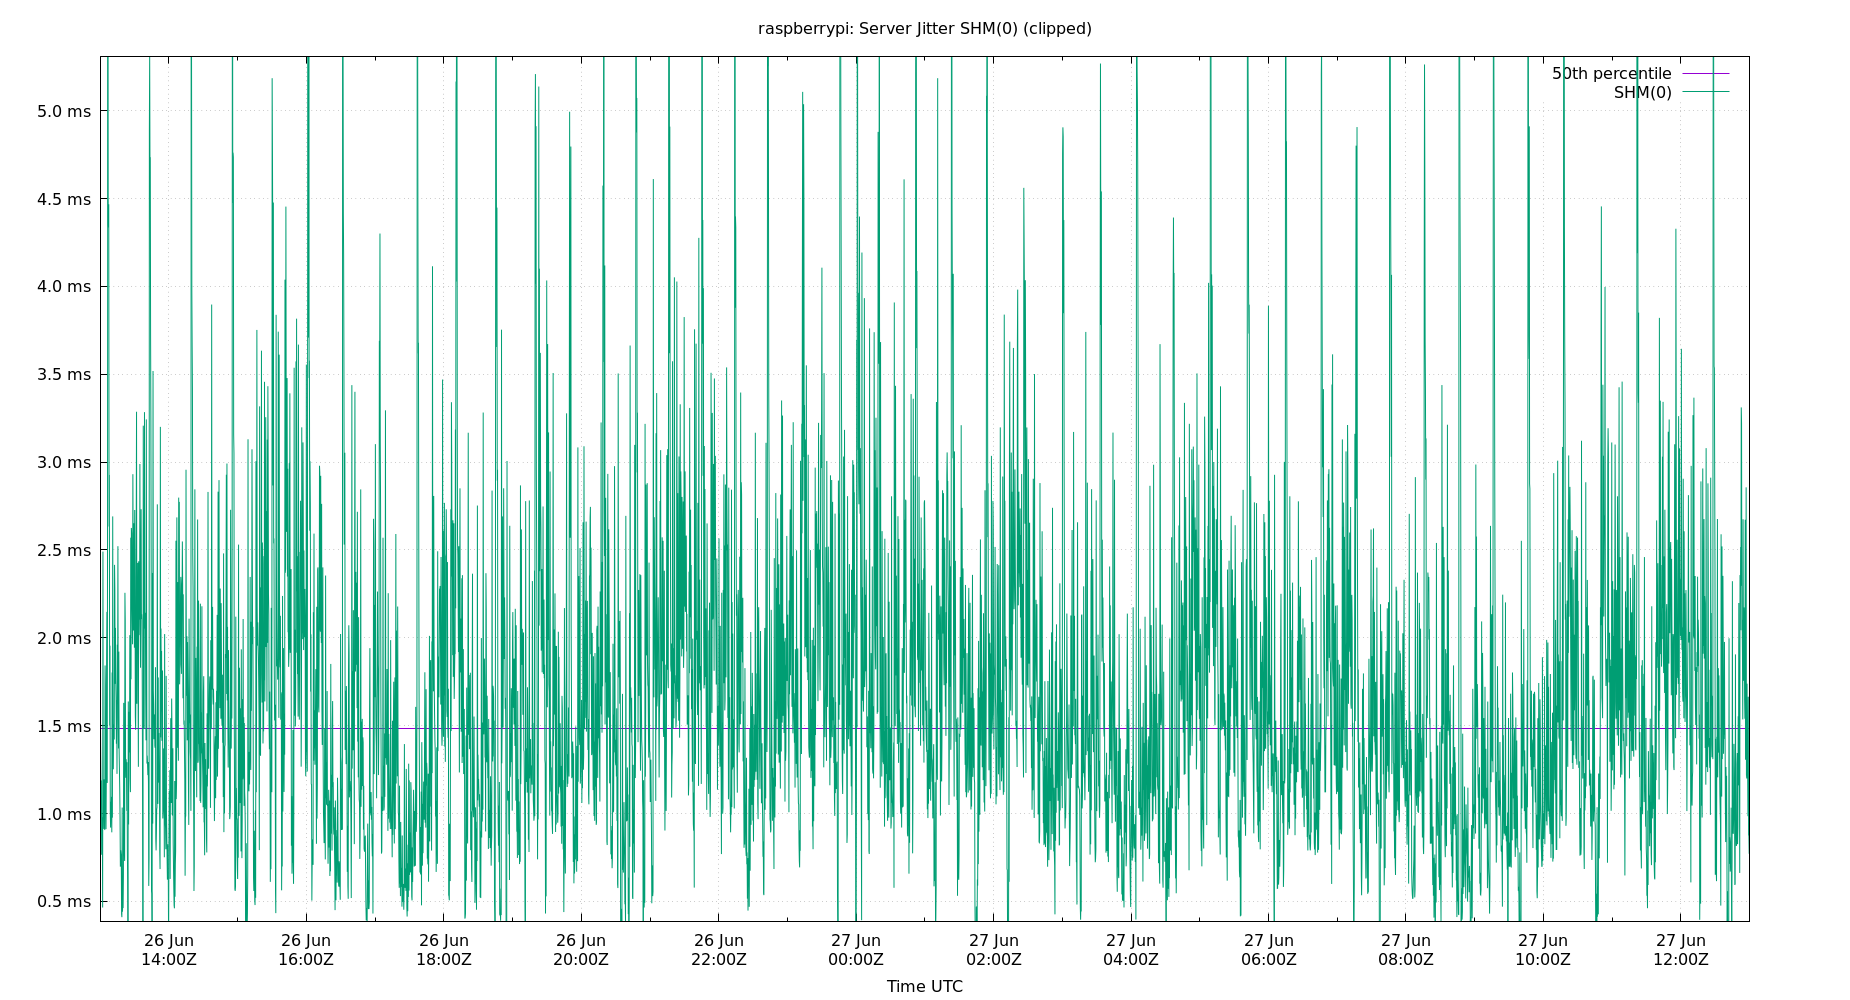 raspberrypi: Server Jitter SHM(0) (clipped)
50th percentile
SHM(0)
5.0 ms
4.5 ms
4.0 ms
3.5 ms
3.0 ms
2.5 ms
2.0 ms
1.5 ms
1.0 ms
0.5 ms
26 Jun 26 Jun 26 Jun 26 Jun 26 Jun 27 Jun 27 Jun 27 Jun 27 Jun 27 Jun 27 Jun 27 Jun
14:00Z 16:00Z 18:00Z 20:00Z 22:00Z 00:00Z 02:00Z 04:00Z 06:00Z 08:00Z 10:00Z 12:00Z
Time UTC